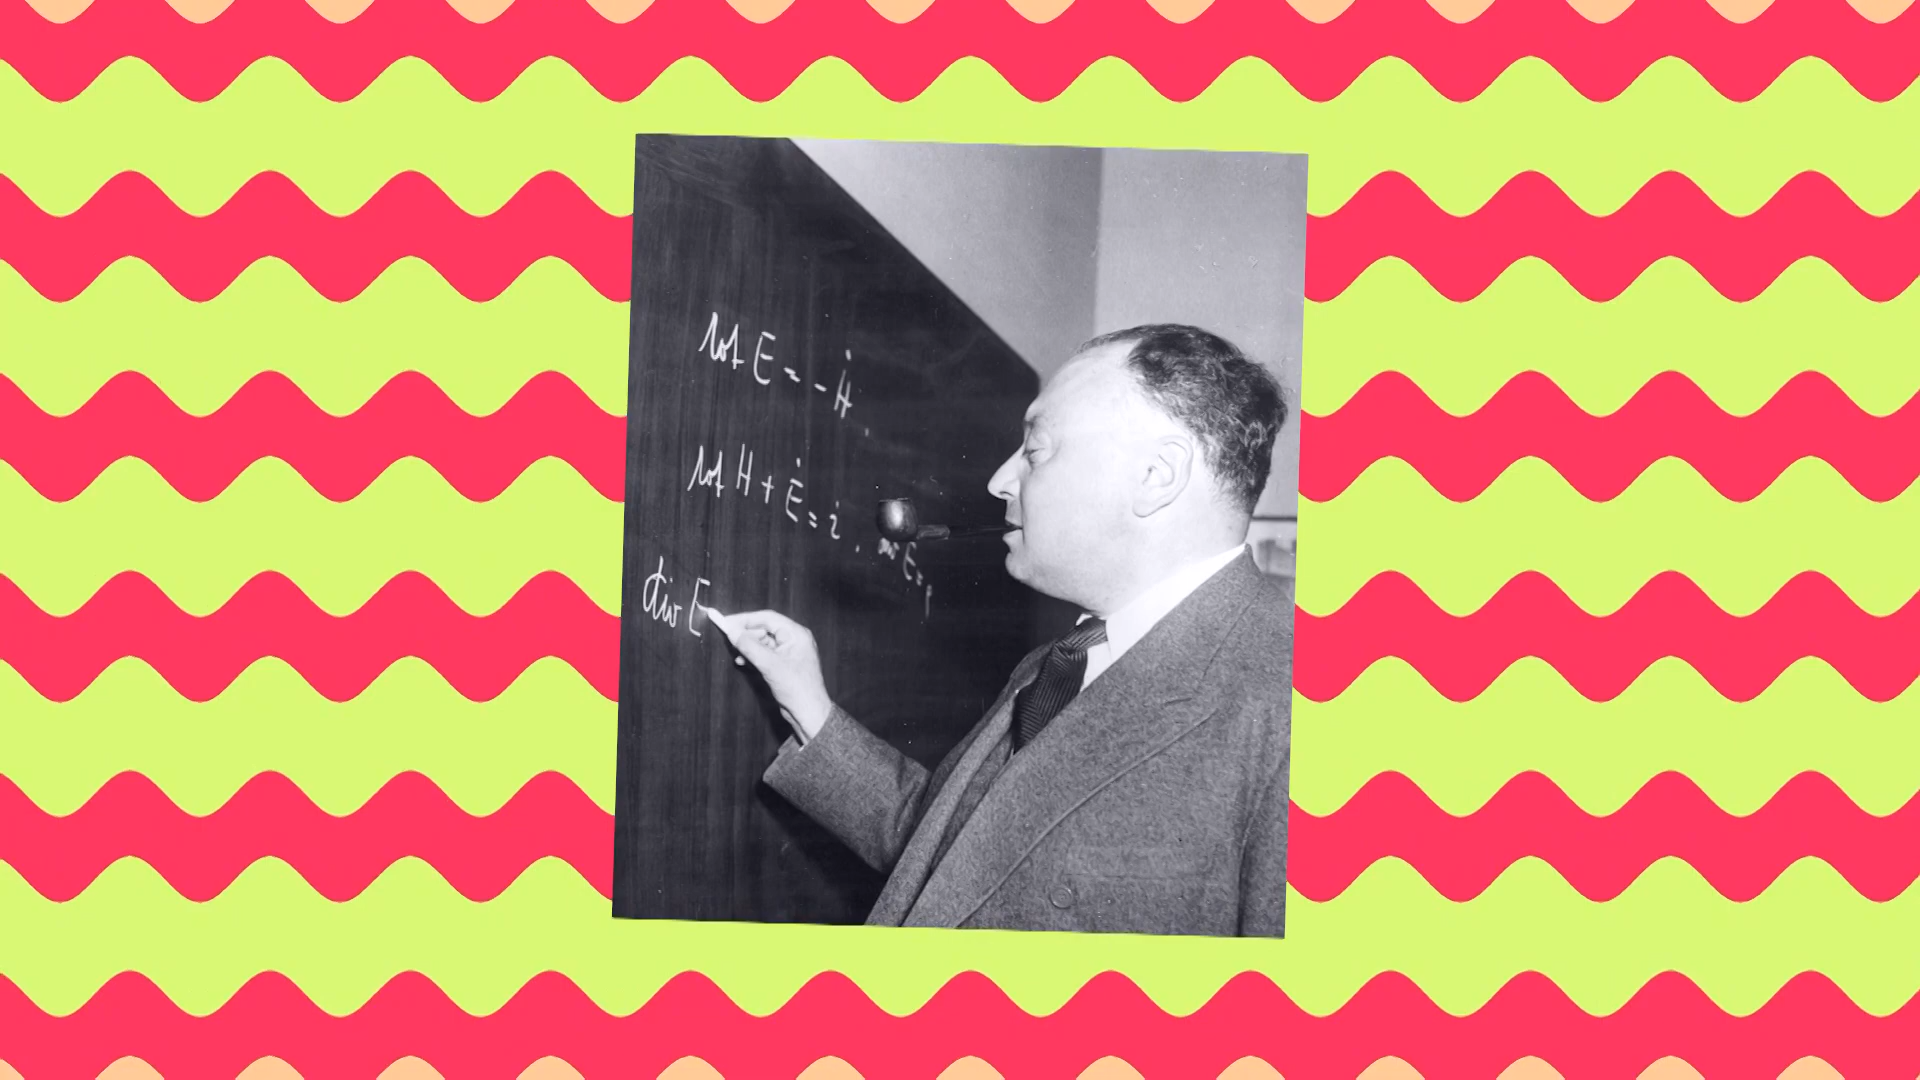 rot E = - Ḣ.
rot H + Ė = i.
div E